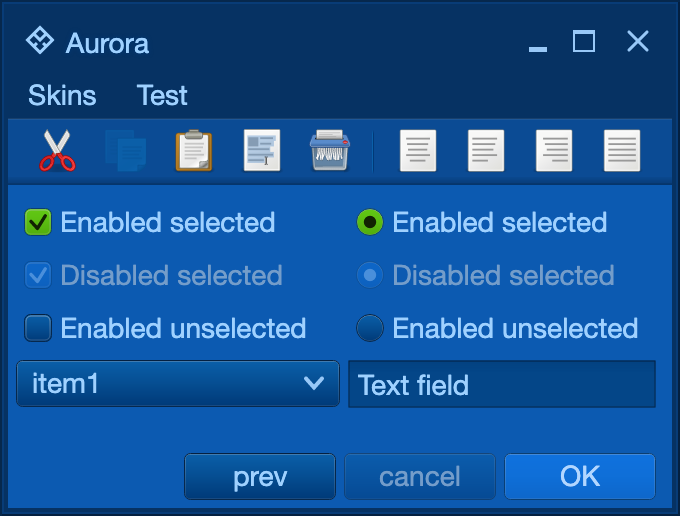 Aurora
Skins Test
Enabled selected Enabled selected
Disabled selected Disabled selected
Enabled unselected Enabled unselected
item1 Text field
prev cancel OK